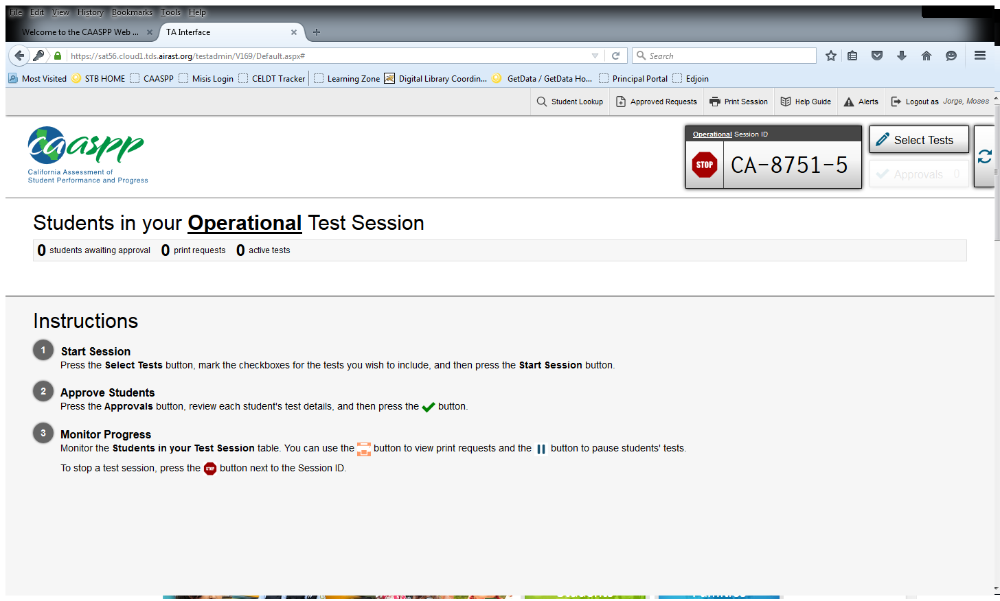 File Edit View History Bookmarks Tools Help
Welcome to the CAASPP Web ... × TA Interface × +
https://sat56.cloud1.tds.airast.org/testadmin/V169/Default.aspx# Search
Most Visited STB HOME CAASPP Misis Login CELDT Tracker Learning Zone Digital Library Coordin... GetData / GetData Ho... Principal Portal Edjoin
Student Lookup Approved Requests Print Session Help Guide Alerts Logout as Jorge, Moses
caaspp
California Assessment of
Student Performance and Progress
Operational Session ID
STOP CA-8751-5
Select Tests
Approvals 0
Students in your Operational Test Session
0 students awaiting approval 0 print requests 0 active tests
Instructions
1 Start Session
Press the Select Tests button, mark the checkboxes for the tests you wish to include, and then press the Start Session button.
2 Approve Students
Press the Approvals button, review each student's test details, and then press the button.
3 Monitor Progress
Monitor the Students in your Test Session table. You can use the button to view print requests and the button to pause students' tests.
To stop a test session, press the STOP button next to the Session ID.